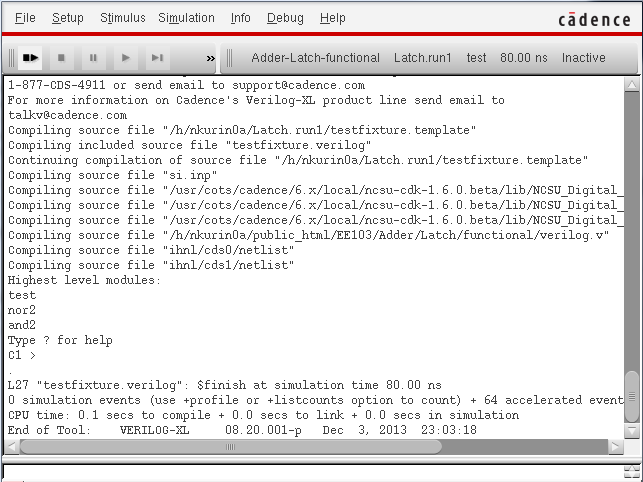 File Setup Stimulus Simulation Info Debug Help cādence
» Adder-Latch-functional Latch.run1 test 80.00 ns Inactive
1-877-CDS-4911 or send email to support@cadence.com
For more information on Cadence's Verilog-XL product line send email to
talkv@cadence.com
Compiling source file "/h/nkurin0a/Latch.run1/testfixture.template"
Compiling included source file "testfixture.verilog"
Continuing compilation of source file "/h/nkurin0a/Latch.run1/testfixture.template"
Compiling source file "si.inp"
Compiling source file "/usr/cots/cadence/6.x/local/ncsu-cdk-1.6.0.beta/lib/NCSU_Digital_
Compiling source file "/usr/cots/cadence/6.x/local/ncsu-cdk-1.6.0.beta/lib/NCSU_Digital_
Compiling source file "/usr/cots/cadence/6.x/local/ncsu-cdk-1.6.0.beta/lib/NCSU_Digital_
Compiling source file "/h/nkurin0a/public_html/EE103/Adder/Latch/functional/verilog.v"
Compiling source file "ihnl/cds0/netlist"
Compiling source file "ihnl/cds1/netlist"
Highest level modules:
test
nor2
and2
Type ? for help
C1 >
.
L27 "testfixture.verilog": $finish at simulation time 80.00 ns
0 simulation events (use +profile or +listcounts option to count) + 64 accelerated event
CPU time: 0.1 secs to compile + 0.0 secs to link + 0.0 secs in simulation
End of Tool: VERILOG-XL 08.20.001-p Dec 3, 2013 23:03:18